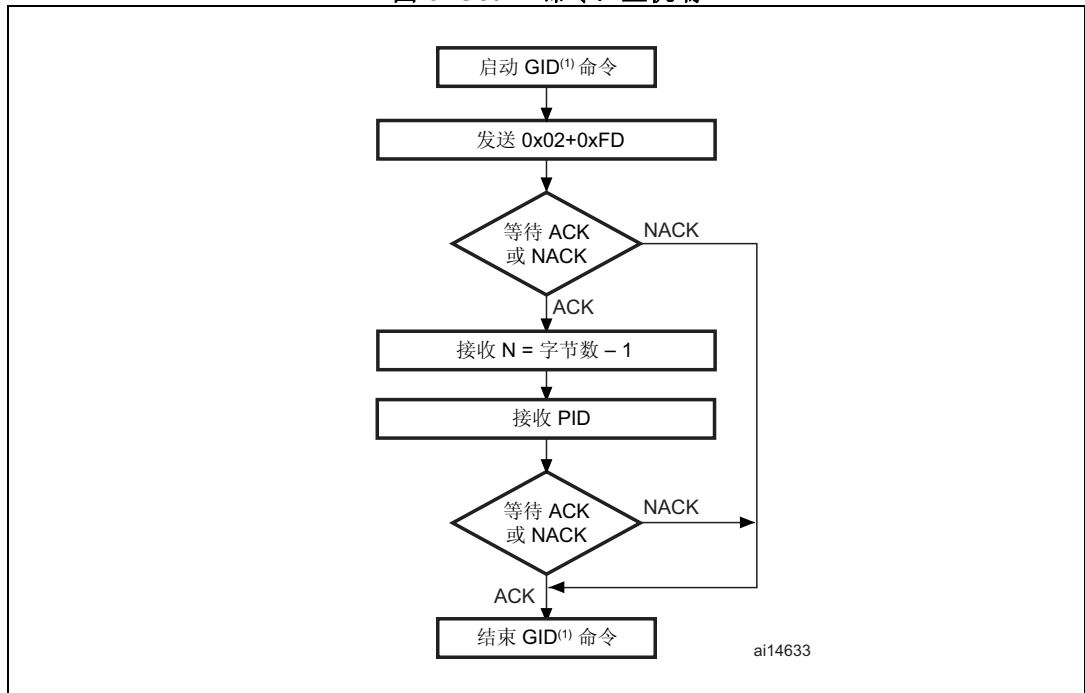 启动 GID(1) 命令
发送 0x02+0xFD
等待 ACK
或 NACK
NACK
ACK
接收 N = 字节数 – 1
接收 PID
等待 ACK
或 NACK
NACK
ACK
结束 GID(1) 命令
ai14633